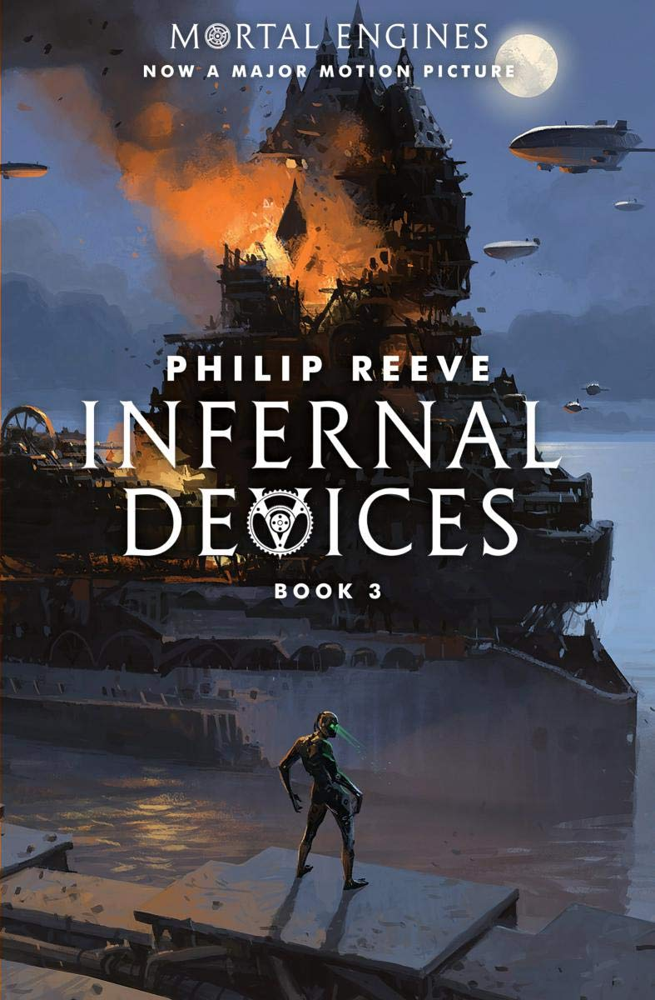 MORTAL ENGINES
NOW A MAJOR MOTION PICTURE
PHILIP REEVE
INFERNAL
DEVICES
BOOK 3